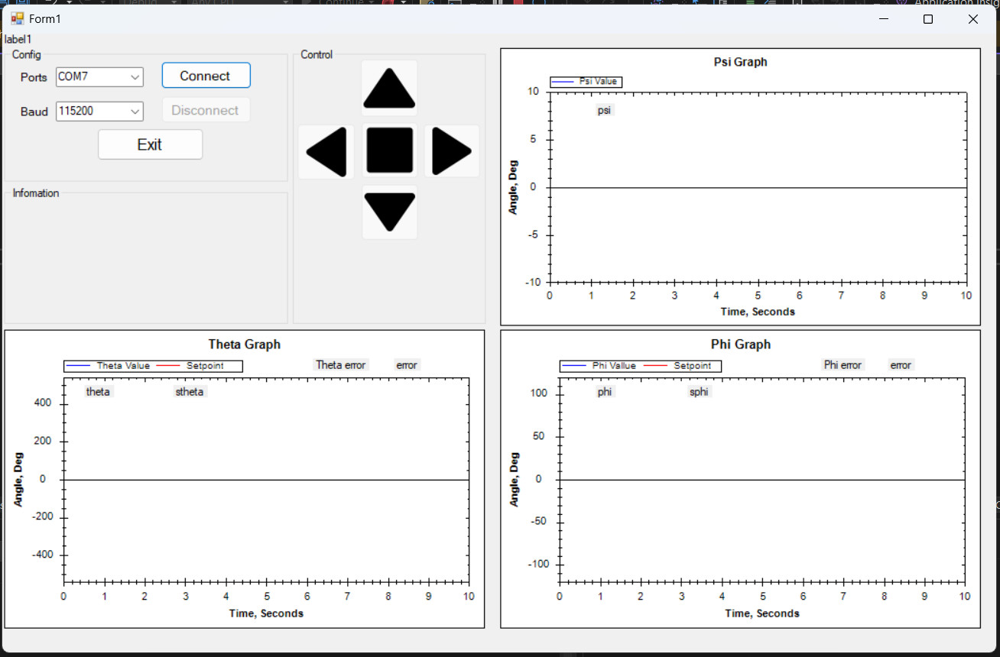 Form1
label1
Config
Ports COM7 Connect
Baud 115200 Disconnect
Exit
Infomation
Control
Psi Graph
Psi Value
psi
10
5
0
-5
-10
Angle, Deg
0 1 2 3 4 5 6 7 8 9 10
Time, Seconds
Theta Graph
Theta Value Setpoint Theta error error
theta stheta
400
200
0
-200
-400
Angle, Deg
0 1 2 3 4 5 6 7 8 9 10
Time, Seconds
Phi Graph
Phi Vallue Setpoint Phi error error
phi sphi
100
50
0
-50
-100
Angle, Deg
0 1 2 3 4 5 6 7 8 9 10
Time, Seconds